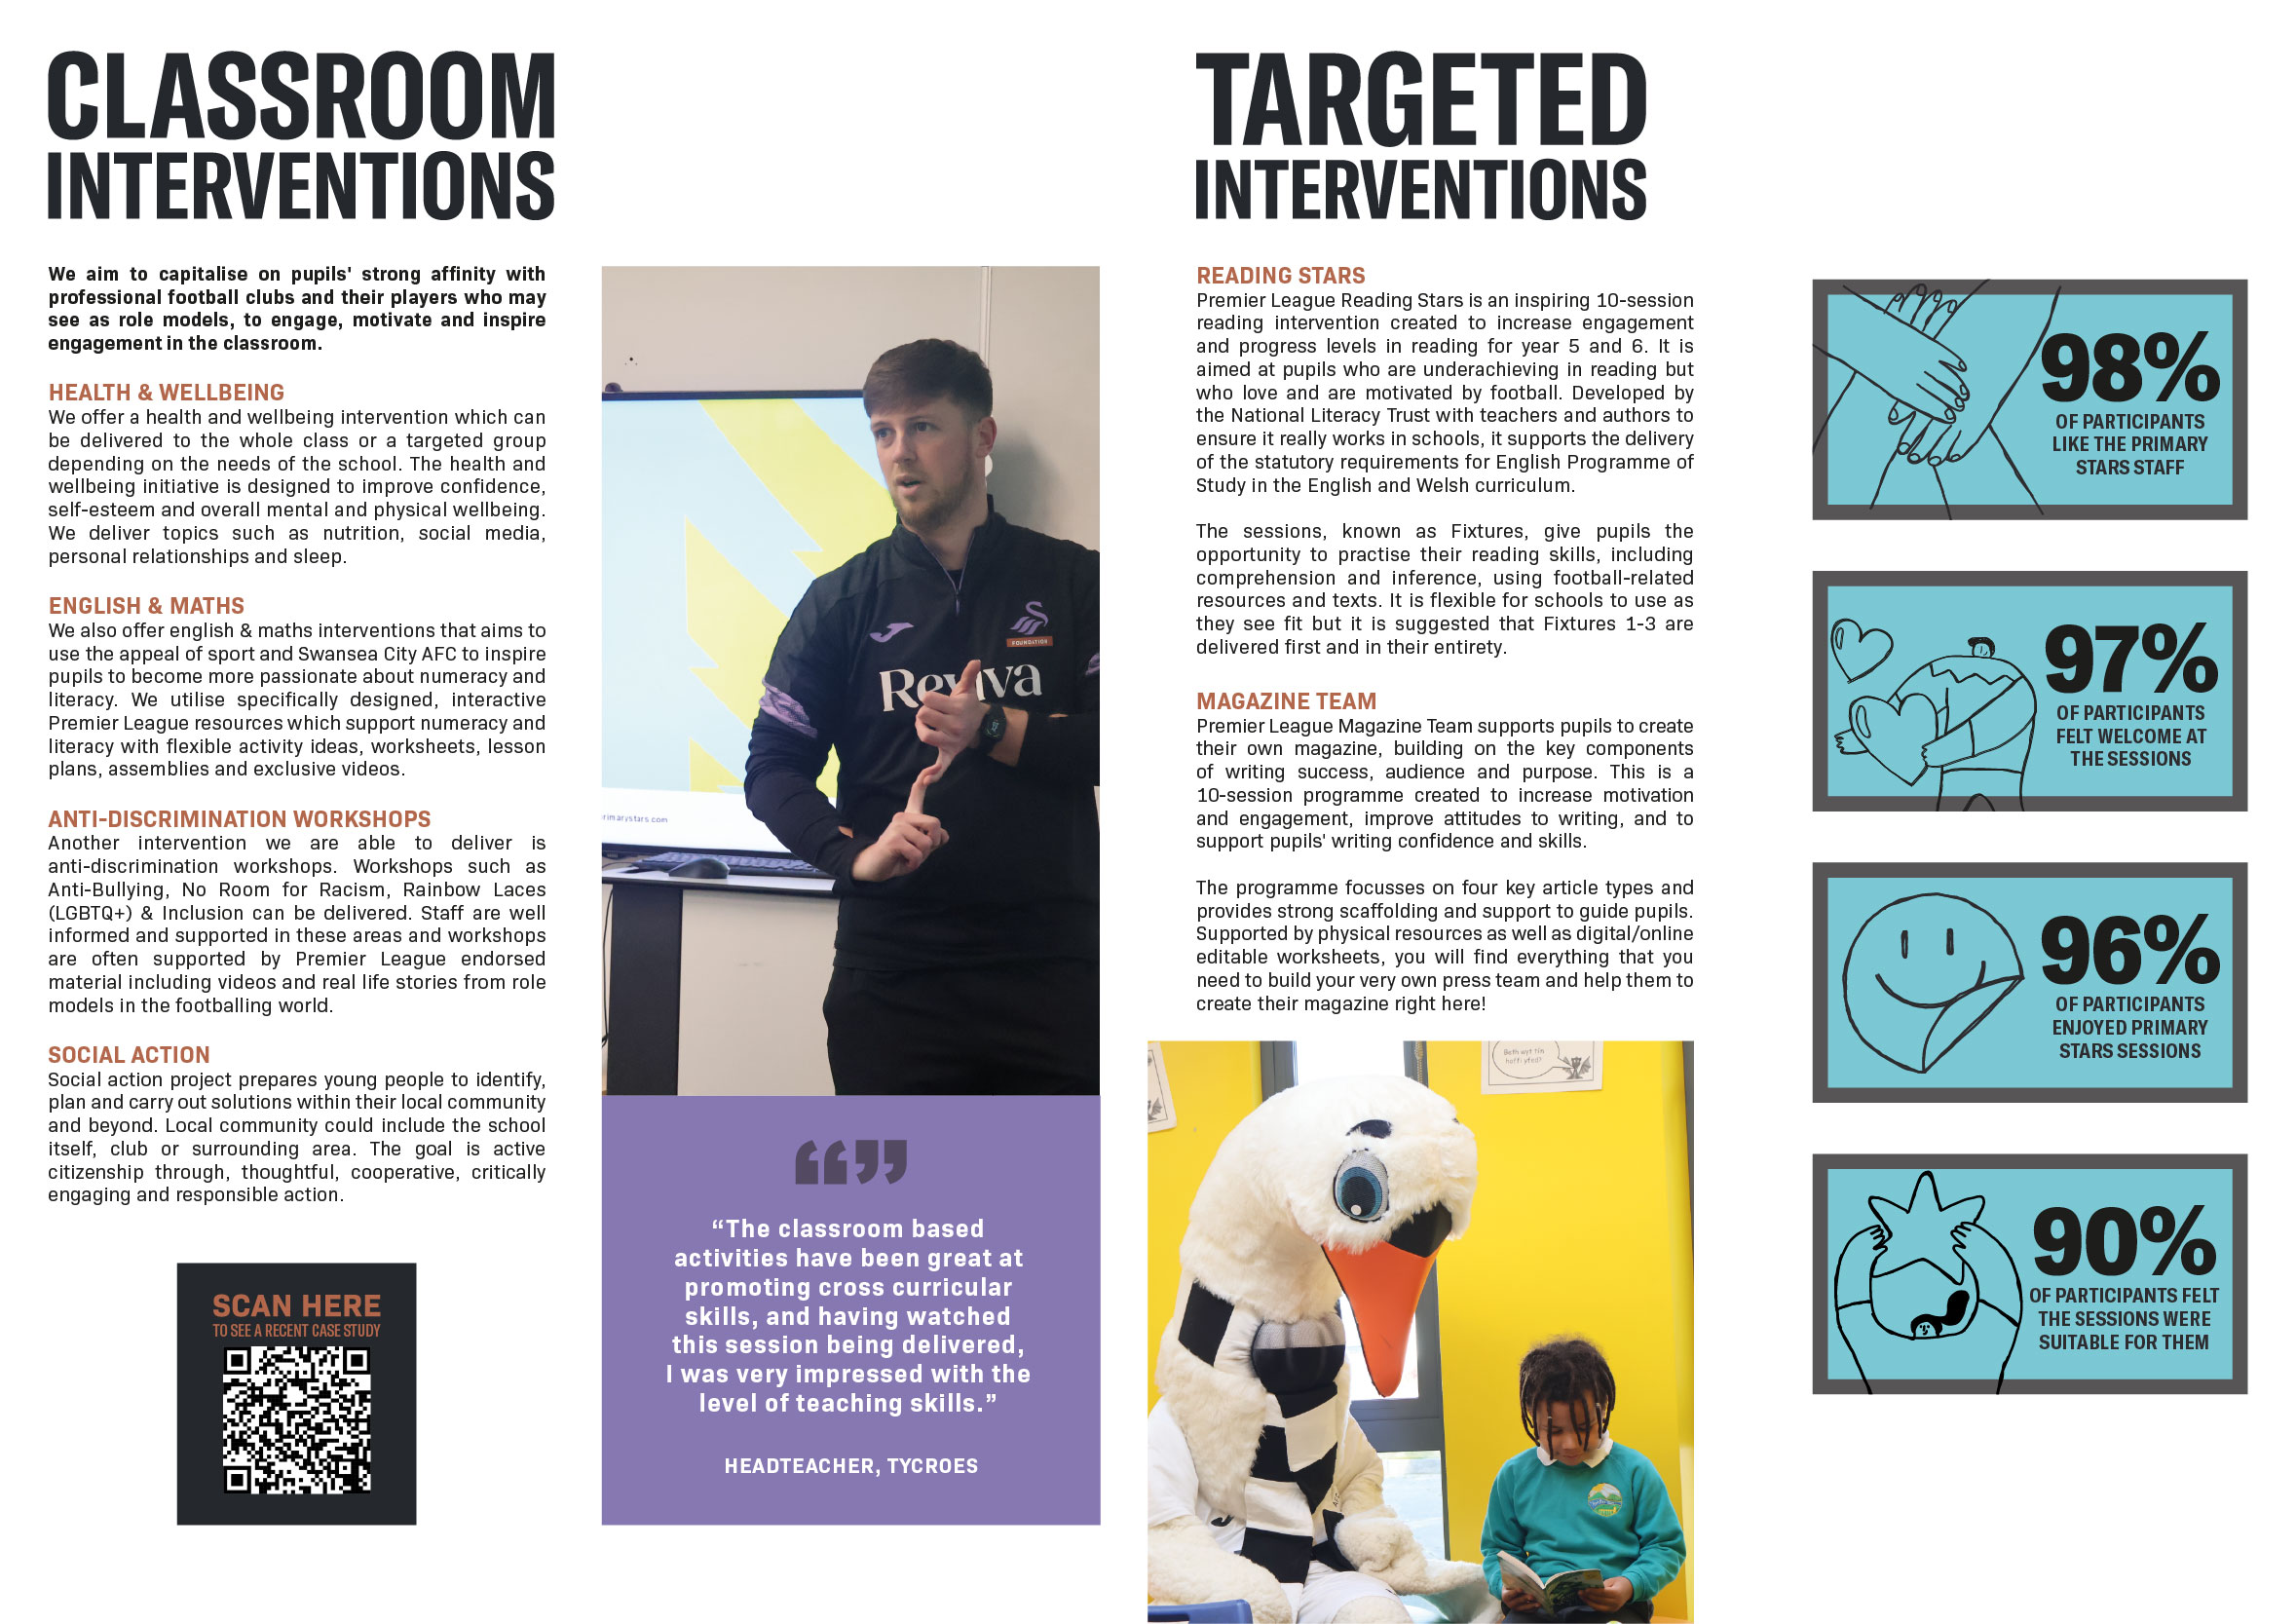 CLASSROOM
INTERVENTIONS
We aim to capitalise on pupils' strong affinity with
professional football clubs and their players who may
see as role models, to engage, motivate and inspire
engagement in the classroom.
HEALTH & WELLBEING
We offer a health and wellbeing intervention which can
be delivered to the whole class or a targeted group
depending on the needs of the school. The health and
wellbeing initiative is designed to improve confidence,
self-esteem and overall mental and physical wellbeing.
We deliver topics such as nutrition, social media,
personal relationships and sleep.
ENGLISH & MATHS
We also offer english & maths interventions that aims to
use the appeal of sport and Swansea City AFC to inspire
pupils to become more passionate about numeracy and
literacy. We utilise specifically designed, interactive
Premier League resources which support numeracy and
literacy with flexible activity ideas, worksheets, lesson
plans, assemblies and exclusive videos.
ANTI-DISCRIMINATION WORKSHOPS
Another intervention we are able to deliver is
anti-discrimination workshops. Workshops such as
Anti-Bullying, No Room for Racism, Rainbow Laces
(LGBTQ+) & Inclusion can be delivered. Staff are well
informed and supported in these areas and workshops
are often supported by Premier League endorsed
material including videos and real life stories from role
models in the footballing world.
SOCIAL ACTION
Social action project prepares young people to identify,
plan and carry out solutions within their local community
and beyond. Local community could include the school
itself, club or surrounding area. The goal is active
citizenship through, thoughtful, cooperative, critically
engaging and responsible action.
SCAN HERE
TO SEE A RECENT CASE STUDY
FOUNDATION
Reviva
rimarystars.com
“The classroom based
activities have been great at
promoting cross curricular
skills, and having watched
this session being delivered,
I was very impressed with the
level of teaching skills.”
HEADTEACHER, TYCROES
TARGETED
INTERVENTIONS
READING STARS
Premier League Reading Stars is an inspiring 10-session
reading intervention created to increase engagement
and progress levels in reading for year 5 and 6. It is
aimed at pupils who are underachieving in reading but
who love and are motivated by football. Developed by
the National Literacy Trust with teachers and authors to
ensure it really works in schools, it supports the delivery
of the statutory requirements for English Programme of
Study in the English and Welsh curriculum.
The sessions, known as Fixtures, give pupils the
opportunity to practise their reading skills, including
comprehension and inference, using football-related
resources and texts. It is flexible for schools to use as
they see fit but it is suggested that Fixtures 1-3 are
delivered first and in their entirety.
MAGAZINE TEAM
Premier League Magazine Team supports pupils to create
their own magazine, building on the key components
of writing success, audience and purpose. This is a
10-session programme created to increase motivation
and engagement, improve attitudes to writing, and to
support pupils' writing confidence and skills.
The programme focusses on four key article types and
provides strong scaffolding and support to guide pupils.
Supported by physical resources as well as digital/online
editable worksheets, you will find everything that you
need to build your very own press team and help them to
create their magazine right here!
Beth wyt ti'n
hoffi yfed?
98%
OF PARTICIPANTS
LIKE THE PRIMARY
STARS STAFF
97%
OF PARTICIPANTS
FELT WELCOME AT
THE SESSIONS
96%
OF PARTICIPANTS
ENJOYED PRIMARY
STARS SESSIONS
90%
OF PARTICIPANTS FELT
THE SESSIONS WERE
SUITABLE FOR THEM